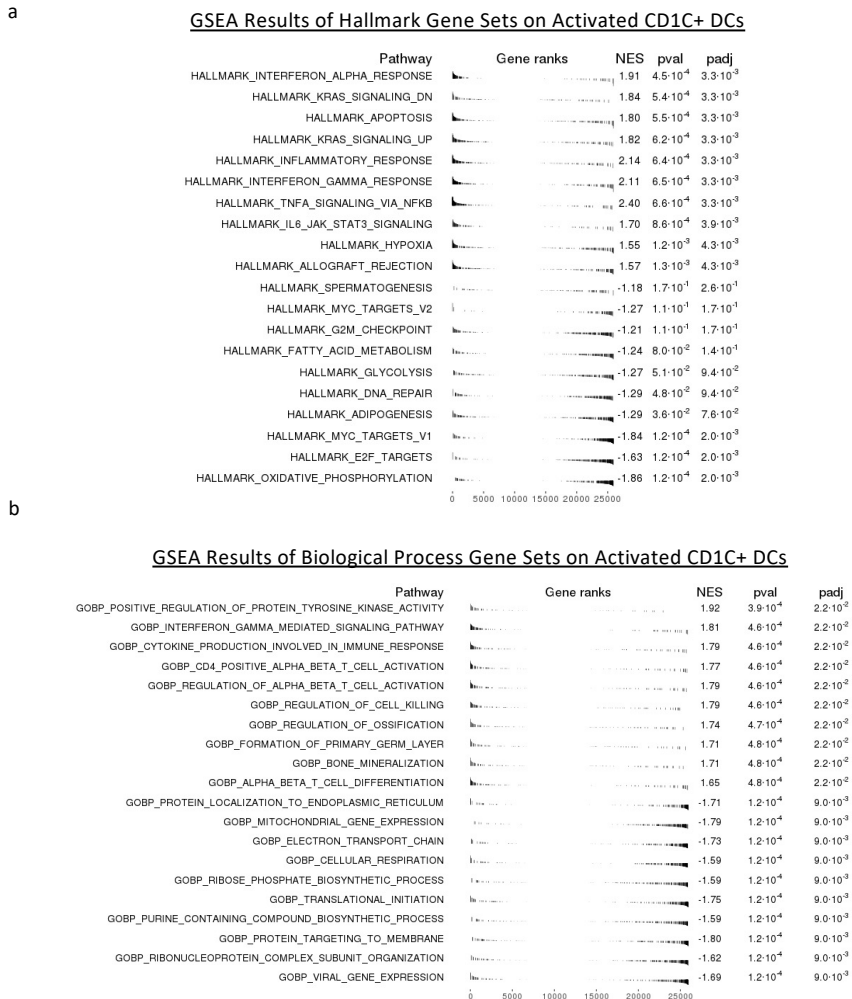 a
GSEA Results of Hallmark Gene Sets on Activated CD1C+ DCs
Pathway Gene ranks NES pval padj
HALLMARK_INTERFERON_ALPHA_RESPONSE 1.91 4.5·10⁻⁴ 3.3·10⁻³
HALLMARK_KRAS_SIGNALING_DN 1.84 5.4·10⁻⁴ 3.3·10⁻³
HALLMARK_APOPTOSIS 1.80 5.5·10⁻⁴ 3.3·10⁻³
HALLMARK_KRAS_SIGNALING_UP 1.82 6.2·10⁻⁴ 3.3·10⁻³
HALLMARK_INFLAMMATORY_RESPONSE 2.14 6.4·10⁻⁴ 3.3·10⁻³
HALLMARK_INTERFERON_GAMMA_RESPONSE 2.11 6.5·10⁻⁴ 3.3·10⁻³
HALLMARK_TNFA_SIGNALING_VIA_NFKB 2.40 6.6·10⁻⁴ 3.3·10⁻³
HALLMARK_IL6_JAK_STAT3_SIGNALING 1.70 8.6·10⁻⁴ 3.9·10⁻³
HALLMARK_HYPOXIA 1.55 1.2·10⁻³ 4.3·10⁻³
HALLMARK_ALLOGRAFT_REJECTION 1.57 1.3·10⁻³ 4.3·10⁻³
HALLMARK_SPERMATOGENESIS -1.18 1.7·10⁻¹ 2.6·10⁻¹
HALLMARK_MYC_TARGETS_V2 -1.27 1.1·10⁻¹ 1.7·10⁻¹
HALLMARK_G2M_CHECKPOINT -1.21 1.1·10⁻¹ 1.7·10⁻¹
HALLMARK_FATTY_ACID_METABOLISM -1.24 8.0·10⁻² 1.4·10⁻¹
HALLMARK_GLYCOLYSIS -1.27 5.1·10⁻² 9.4·10⁻²
HALLMARK_DNA_REPAIR -1.29 4.8·10⁻² 9.4·10⁻²
HALLMARK_ADIPOGENESIS -1.29 3.6·10⁻² 7.6·10⁻²
HALLMARK_MYC_TARGETS_V1 -1.84 1.2·10⁻⁴ 2.0·10⁻³
HALLMARK_E2F_TARGETS -1.63 1.2·10⁻⁴ 2.0·10⁻³
HALLMARK_OXIDATIVE_PHOSPHORYLATION -1.86 1.2·10⁻⁴ 2.0·10⁻³
0 5000 10000 15000 20000 25000
b
GSEA Results of Biological Process Gene Sets on Activated CD1C+ DCs
Pathway Gene ranks NES pval padj
GOBP_POSITIVE_REGULATION_OF_PROTEIN_TYROSINE_KINASE_ACTIVITY 1.92 3.9·10⁻⁴ 2.2·10⁻²
GOBP_INTERFERON_GAMMA_MEDIATED_SIGNALING_PATHWAY 1.81 4.6·10⁻⁴ 2.2·10⁻²
GOBP_CYTOKINE_PRODUCTION_INVOLVED_IN_IMMUNE_RESPONSE 1.79 4.6·10⁻⁴ 2.2·10⁻²
GOBP_CD4_POSITIVE_ALPHA_BETA_T_CELL_ACTIVATION 1.77 4.6·10⁻⁴ 2.2·10⁻²
GOBP_REGULATION_OF_ALPHA_BETA_T_CELL_ACTIVATION 1.79 4.6·10⁻⁴ 2.2·10⁻²
GOBP_REGULATION_OF_CELL_KILLING 1.79 4.6·10⁻⁴ 2.2·10⁻²
GOBP_REGULATION_OF_OSSIFICATION 1.74 4.7·10⁻⁴ 2.2·10⁻²
GOBP_FORMATION_OF_PRIMARY_GERM_LAYER 1.71 4.8·10⁻⁴ 2.2·10⁻²
GOBP_BONE_MINERALIZATION 1.71 4.8·10⁻⁴ 2.2·10⁻²
GOBP_ALPHA_BETA_T_CELL_DIFFERENTIATION 1.65 4.8·10⁻⁴ 2.2·10⁻²
GOBP_PROTEIN_LOCALIZATION_TO_ENDOPLASMIC_RETICULUM -1.71 1.2·10⁻⁴ 9.0·10⁻³
GOBP_MITOCHONDRIAL_GENE_EXPRESSION -1.79 1.2·10⁻⁴ 9.0·10⁻³
GOBP_ELECTRON_TRANSPORT_CHAIN -1.73 1.2·10⁻⁴ 9.0·10⁻³
GOBP_CELLULAR_RESPIRATION -1.59 1.2·10⁻⁴ 9.0·10⁻³
GOBP_RIBOSE_PHOSPHATE_BIOSYNTHETIC_PROCESS -1.59 1.2·10⁻⁴ 9.0·10⁻³
GOBP_TRANSLATIONAL_INITIATION -1.75 1.2·10⁻⁴ 9.0·10⁻³
GOBP_PURINE_CONTAINING_COMPOUND_BIOSYNTHETIC_PROCESS -1.59 1.2·10⁻⁴ 9.0·10⁻³
GOBP_PROTEIN_TARGETING_TO_MEMBRANE -1.80 1.2·10⁻⁴ 9.0·10⁻³
GOBP_RIBONUCLEOPROTEIN_COMPLEX_SUBUNIT_ORGANIZATION -1.62 1.2·10⁻⁴ 9.0·10⁻³
GOBP_VIRAL_GENE_EXPRESSION -1.69 1.2·10⁻⁴ 9.0·10⁻³
0 5000 10000 15000 20000 25000